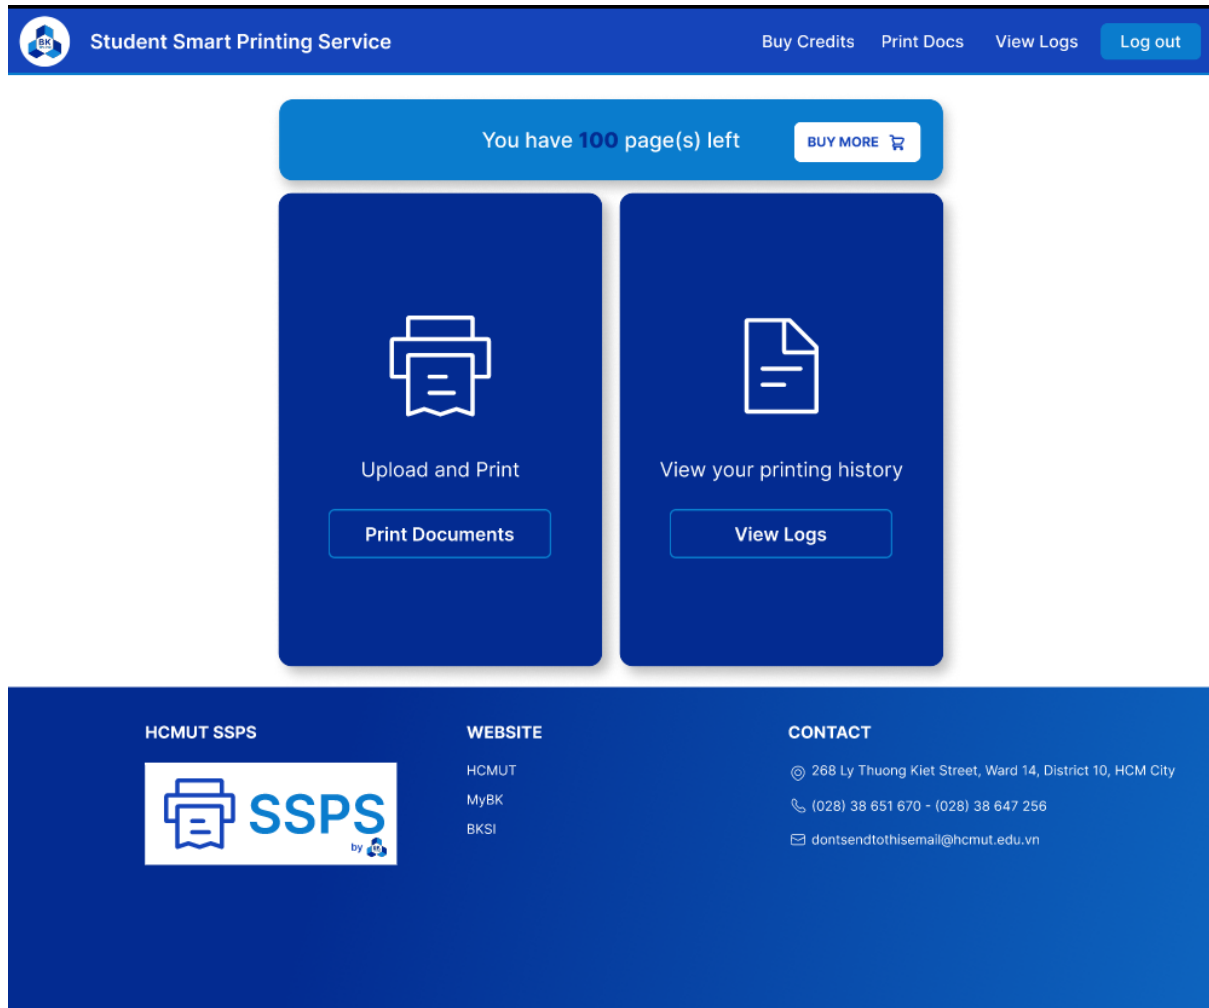 BK
Student Smart Printing Service
Buy Credits
Print Docs
View Logs
Log out
You have 100 page(s) left
BUY MORE
Upload and Print
Print Documents
View your printing history
View Logs
HCMUT SSPS
SSPS
by
WEBSITE
HCMUT
MyBK
BKSI
CONTACT
268 Ly Thuong Kiet Street, Ward 14, District 10, HCM City
(028) 38 651 670 - (028) 38 647 256
dontsendtothisemail@hcmut.edu.vn